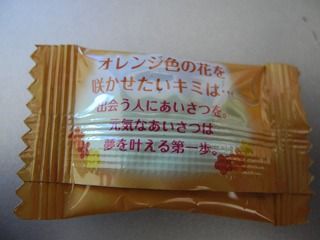 オレンジ色の花を
咲かせたいキミは…
出会う人にあいさつを。
元気なあいさつは
夢を叶える第一歩。